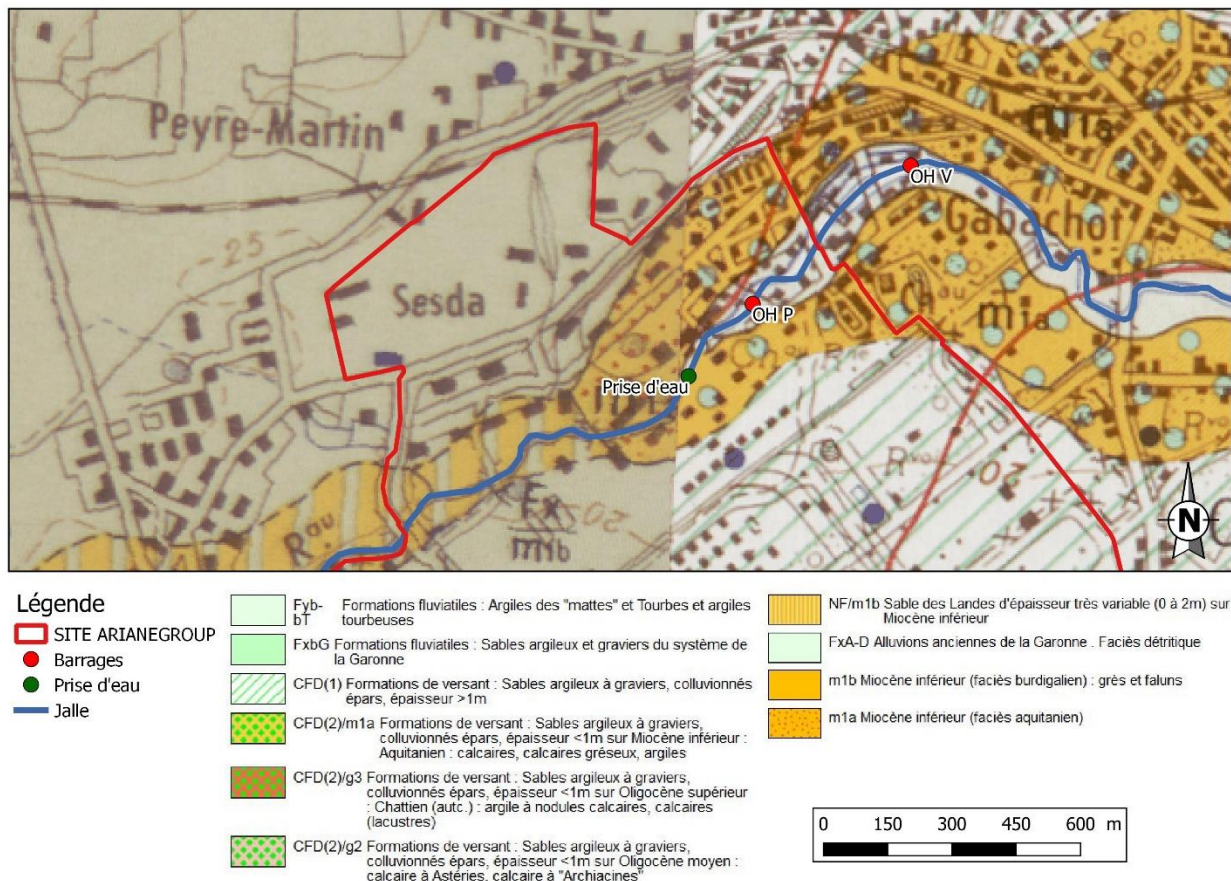 Peyre-Martin
25
Sesda
OH V
Gabachot
OH P
m1a
Prise d'eau
Rau
Fx
m1b
20
20
N
Légende
SITE ARIANEGROUP
Barrages
Prise d'eau
Jalle
Fyb-bT Formations fluviatiles : Argiles des "mattes" et Tourbes et argiles
tourbeuses
FxbG Formations fluviatiles : Sables argileux et graviers du système de
la Garonne
CFD(1) Formations de versant : Sables argileux à graviers, colluvionnés
épars, épaisseur >1m
CFD(2)/m1a Formations de versant : Sables argileux à graviers,
colluvionnés épars, épaisseur <1m sur Miocène inférieur :
Aquitanien : calcaires, calcaires gréseux, argiles
CFD(2)/g3 Formations de versant : Sables argileux à graviers,
colluvionnés épars, épaisseur <1m sur Oligocène supérieur
: Chattien (autc.) : argile à nodules calcaires, calcaires
(lacustres)
CFD(2)/g2 Formations de versant : Sables argileux à graviers,
colluvionnés épars, épaisseur <1m sur Oligocène moyen :
calcaire à Astéries, calcaire à "Archiacines"
NF/m1b Sable des Landes d'épaisseur très variable (0 à 2m) sur
Miocène inférieur
FxA-D Alluvions anciennes de la Garonne . Faciès détritique
m1b Miocène inférieur (faciès burdigalien) : grès et faluns
m1a Miocène inférieur (faciès aquitanien)
0 150 300 450 600 m